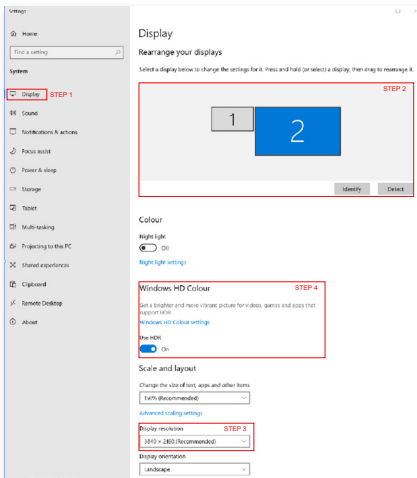 Settings
Home
Find a setting
System
Display
STEP 1
Sound
Notifications & actions
Focus assist
Power & sleep
Storage
Tablet
Multi-tasking
Projecting to this PC
Shared experiences
Clipboard
Remote Desktop
About
Display
Rearrange your displays
Select a display below to change the settings for it. Press and hold (or select) a display, then drag to rearrange it.
STEP 2
1
2
Identify
Detect
Colour
Night light
Off
Night light settings
Windows HD Colour
STEP 4
Get a brighter and more vibrant picture for videos, games and apps that
support HDR.
Windows HD Colour settings
Use HDR
On
Scale and layout
Change the size of text, apps and other items
150% (Recommended)
Advanced scaling settings
Display resolution
STEP 3
3840 × 2160 (Recommended)
Display orientation
Landscape